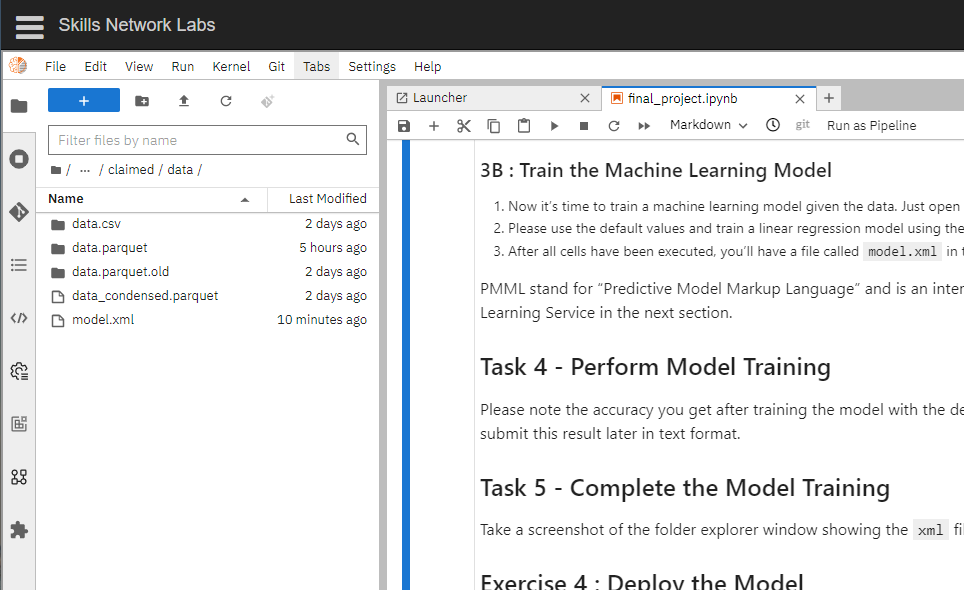 Skills Network Labs
File Edit View Run Kernel Git Tabs Settings Help
+
Filter files by name
/ ··· / claimed / data /
Name Last Modified
data.csv 2 days ago
data.parquet 5 hours ago
data.parquet.old 2 days ago
data_condensed.parquet 2 days ago
model.xml 10 minutes ago
Launcher
final_project.ipynb
Markdown
git
Run as Pipeline
3B : Train the Machine Learning Model
1. Now it’s time to train a machine learning model given the data. Just open
2. Please use the default values and train a linear regression model using the
3. After all cells have been executed, you’ll have a file called model.xml in t
PMML stand for “Predictive Model Markup Language” and is an inter
Learning Service in the next section.
Task 4 - Perform Model Training
Please note the accuracy you get after training the model with the de
submit this result later in text format.
Task 5 - Complete the Model Training
Take a screenshot of the folder explorer window showing the xml fi
Exercise 4 : Deploy the Model